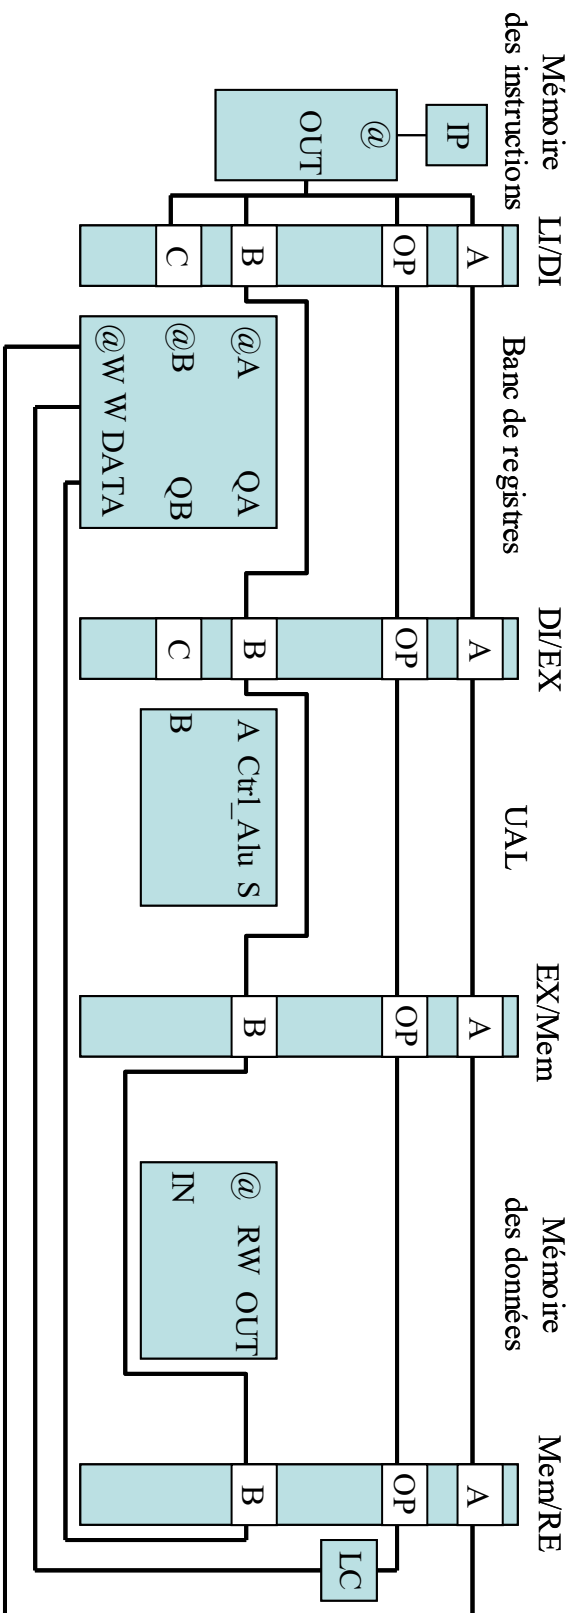 Mémoire
des instructions
LI/DI
Banc de registres
DI/EX
UAL
EX/Mem
Mémoire
des données
Mem/RE
IP
@
OUT
A
OP
B
C
@A
QA
@B
QB
@W W DATA
A
OP
B
C
A Ctrl_Alu S
B
A
OP
B
@ RW OUT
IN
A
OP
B
LC